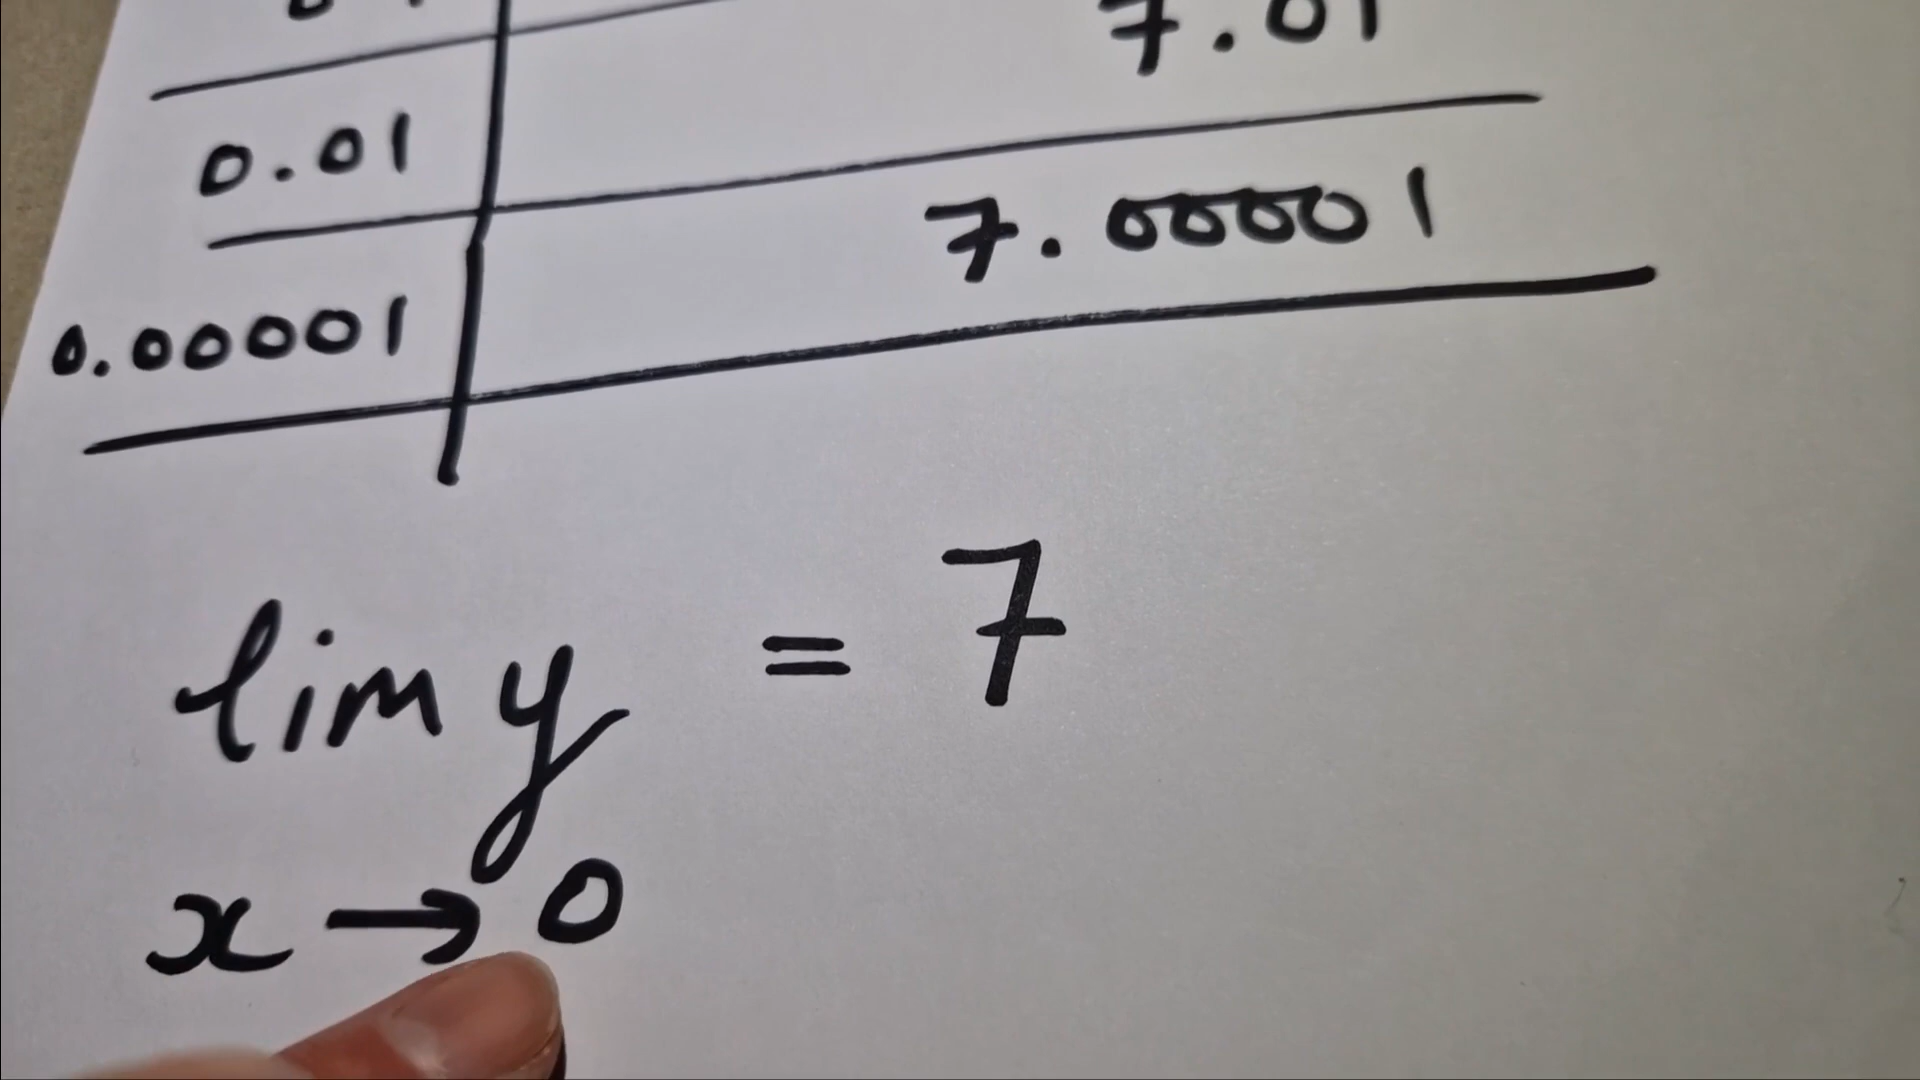 7.01
0.01
7.00001
0.00001
lim y = 7
x → 0